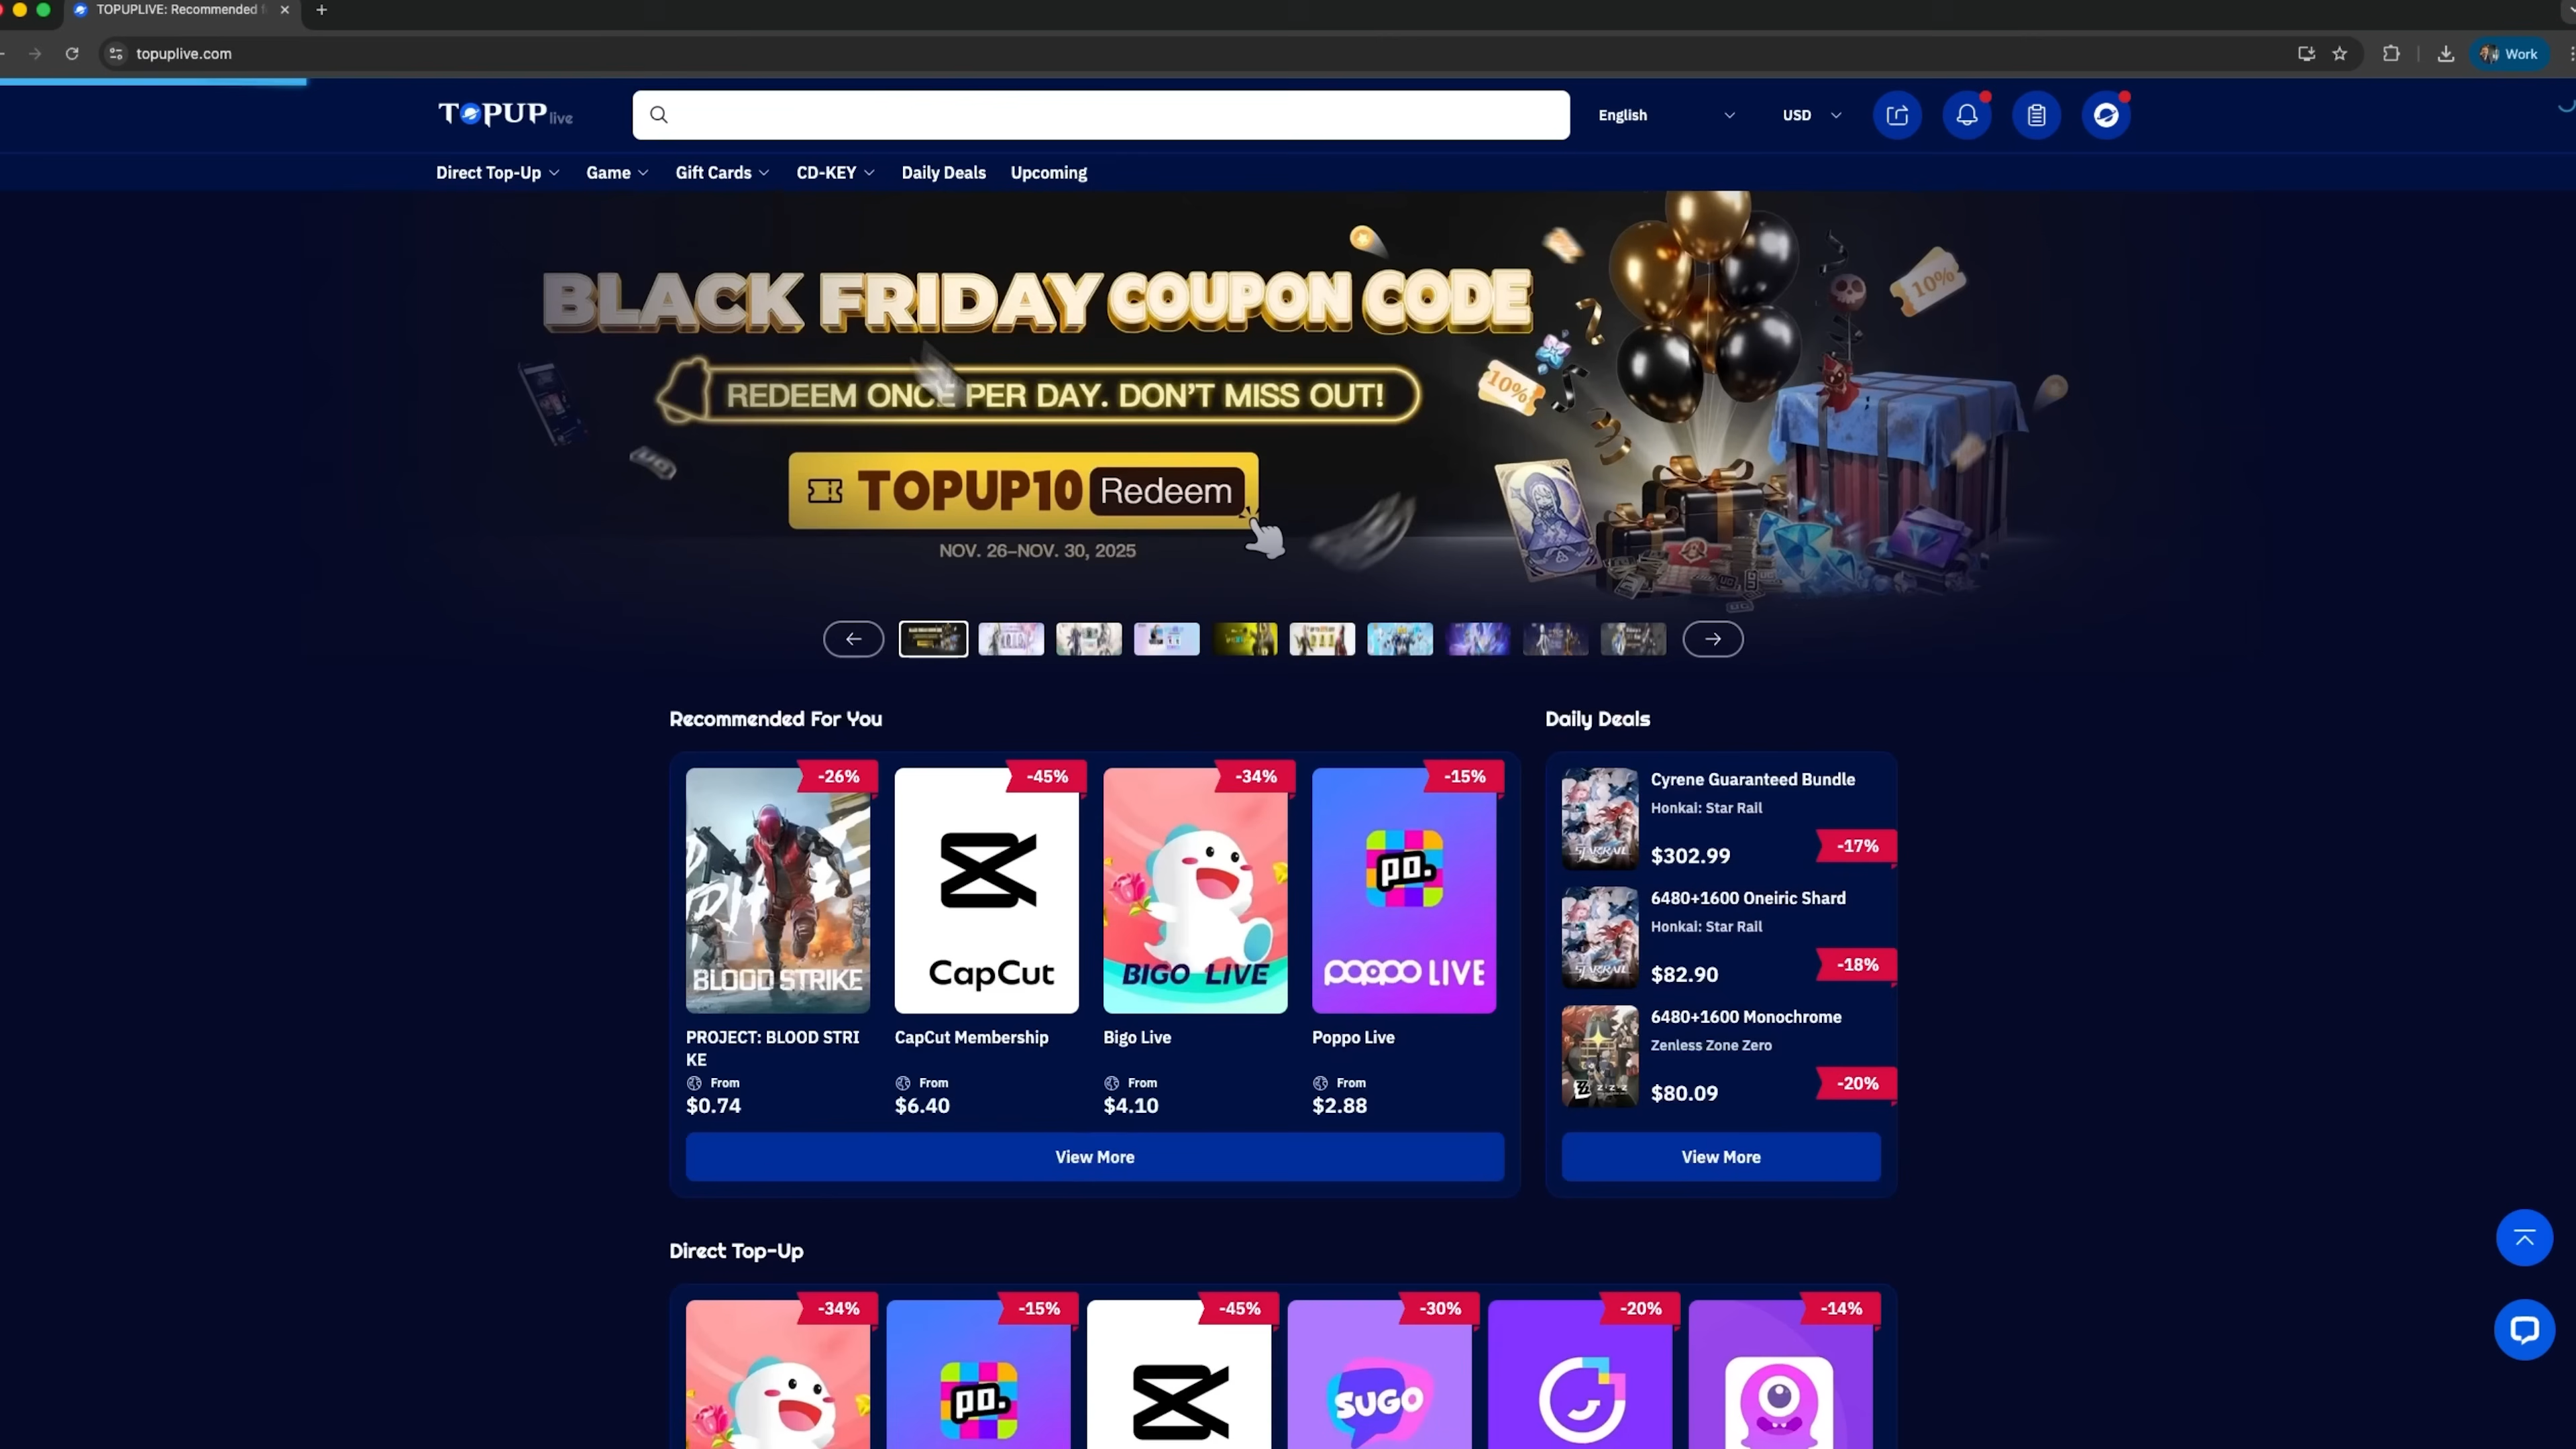 TOPUPLIVE: Recommended
topuplive.com
Work
TOPUP live
English
USD
Direct Top-Up
Game
Gift Cards
CD-KEY
Daily Deals
Upcoming
BLACK FRIDAY COUPON CODE
REDEEM ONCE PER DAY. DON'T MISS OUT!
TOPUP10 Redeem
NOV. 26–NOV. 30, 2025
10%
10%
Recommended For You
-26%
BLOOD STRIKE
PROJECT: BLOOD STRI
KE
From
$0.74
-45%
CapCut
CapCut Membership
From
$6.40
-34%
BIGO LIVE
Bigo Live
From
$4.10
-15%
po.
POPPO LIVE
Poppo Live
From
$2.88
View More
Daily Deals
Cyrene Guaranteed Bundle
Honkai: Star Rail
$302.99
-17%
STAR RAIL
6480+1600 Oneiric Shard
Honkai: Star Rail
$82.90
-18%
STAR RAIL
6480+1600 Monochrome
Zenless Zone Zero
$80.09
-20%
View More
Direct Top-Up
-34%
-15%
po.
-45%
-30%
SUGO
-20%
-14%